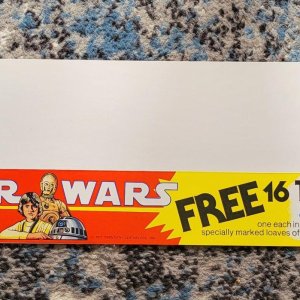 R WARS
FREE 16 T
one each in
specially marked loaves of